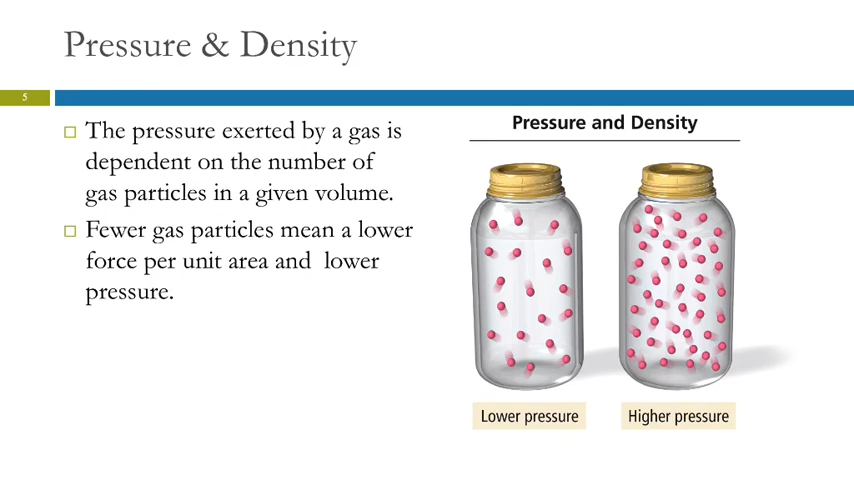 Pressure & Density
5
The pressure exerted by a gas is
dependent on the number of
gas particles in a given volume.
Fewer gas particles mean a lower
force per unit area and lower
pressure.
Pressure and Density
Lower pressure
Higher pressure